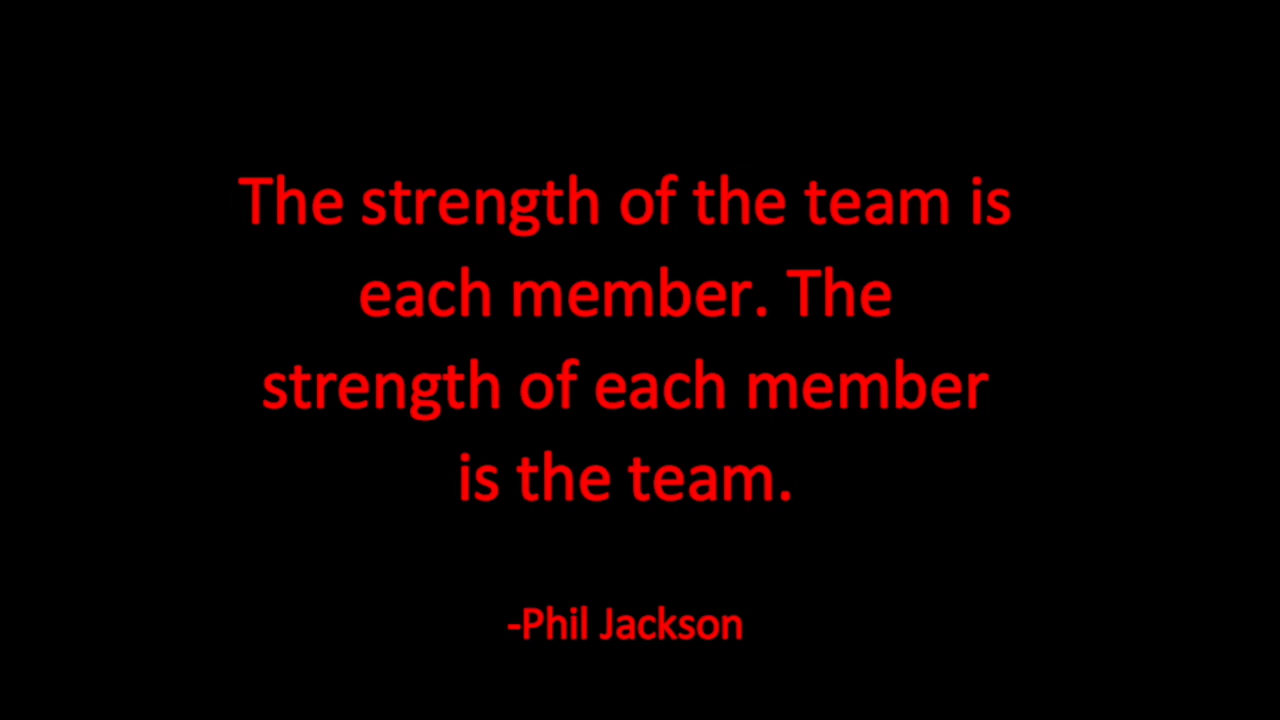 The strength of the team is
each member. The
strength of each member
is the team.
-Phil Jackson